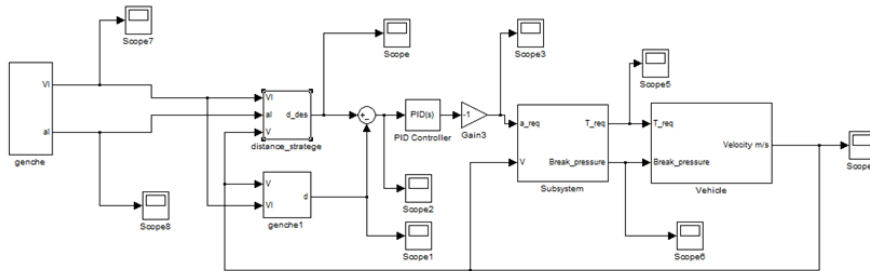 Scope7
Scope
Scope3
Scope5
Vl
al
genche
Vl
al
V
d_des
distance_stratege
+
-
PID(s)
PID Controller
-1
Gain3
a_req
V
T_req
Break_pressure
Subsystem
T_req
Break_pressure
Velocity m/s
Vehicle
Scope
V
Vl
d
genche1
Scope8
Scope2
Scope1
Scope6